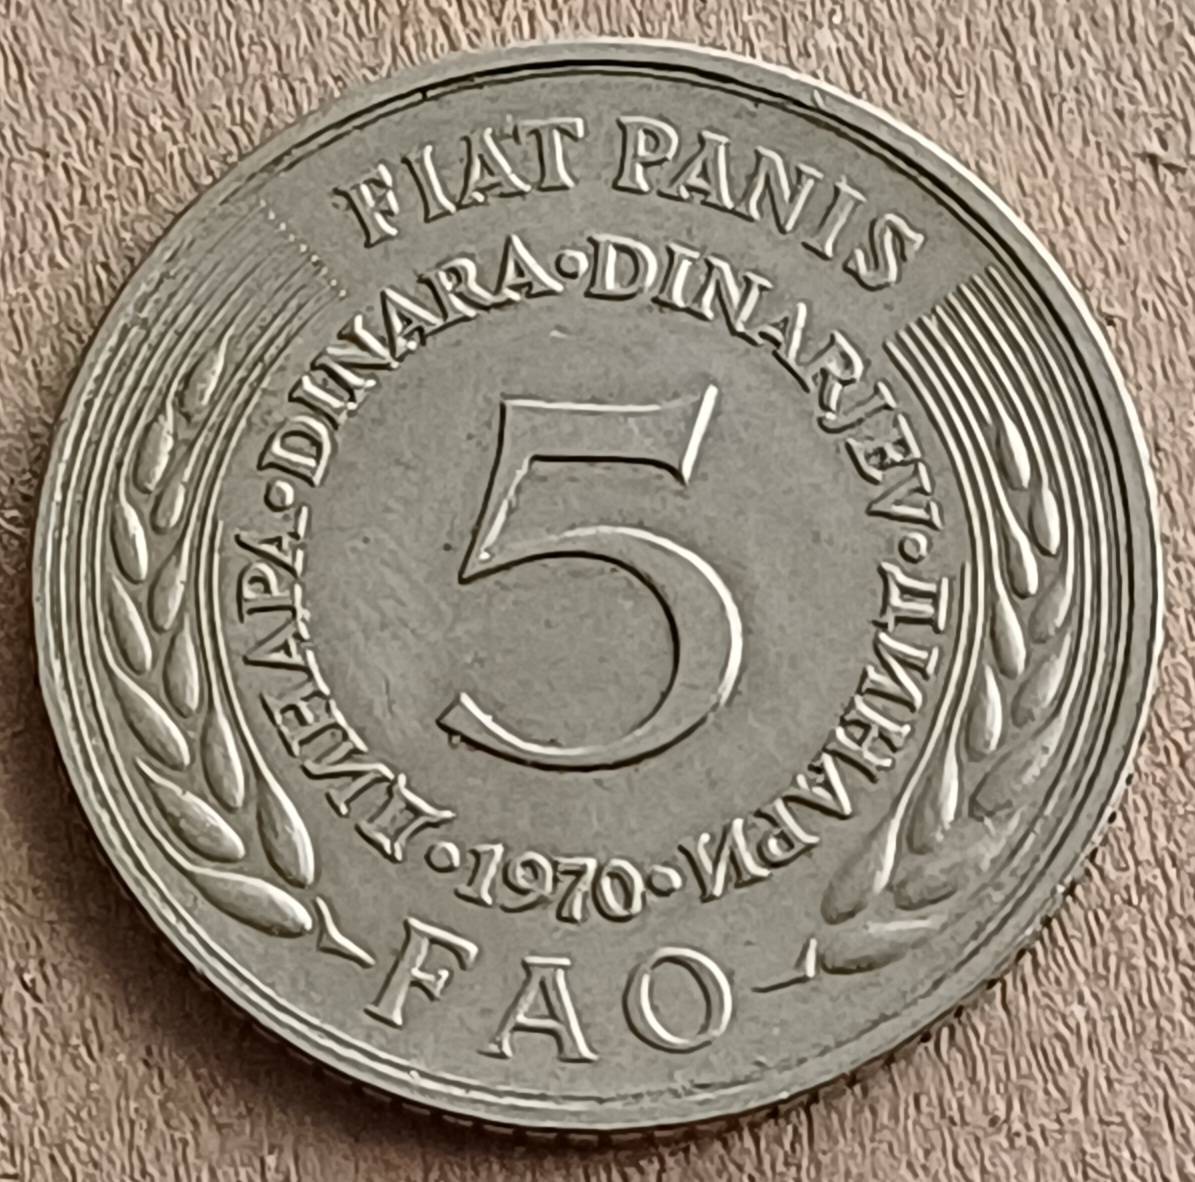 FIAT PANIS
ДИНАРА·DINARA·DINARJEV·ДИНАРИ
·1970·
5
FAO